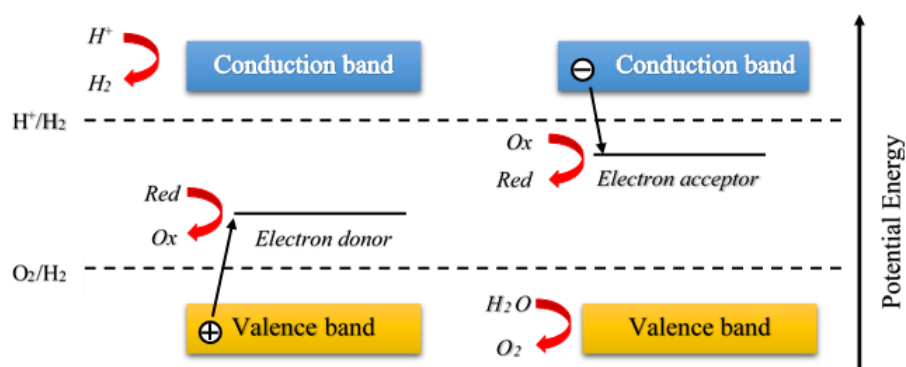 H⁺
H₂
Conduction band
Conduction band
H⁺/H₂
Ox
Red
Electron acceptor
Red
Ox
Electron donor
O₂/H₂
H₂O
O₂
Valence band
Valence band
Potential Energy